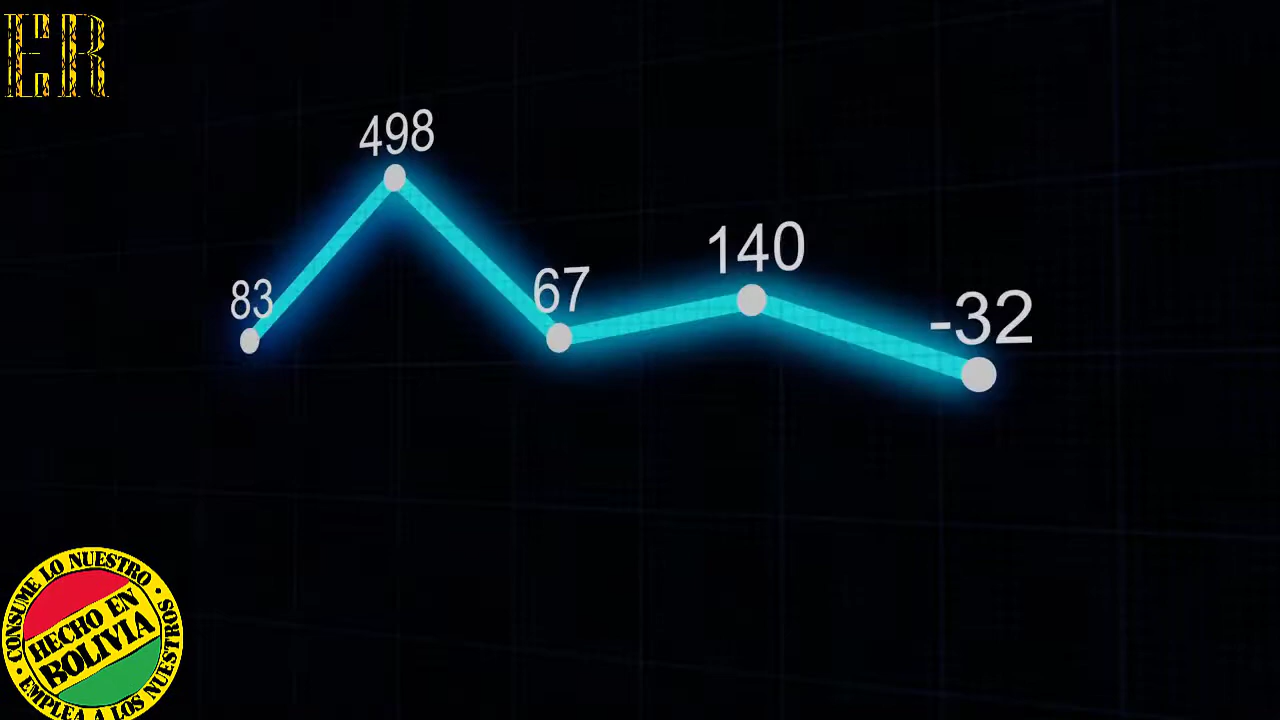 ER
498
83
67
140
-32
CONSUME LO NUESTRO
HECHO EN
BOLIVIA
EMPLEA A LOS NUESTROS